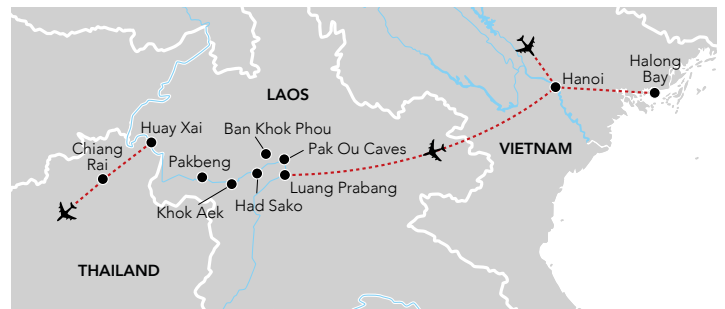 Halong
Bay
Hanoi
LAOS
Huay Xai
Ban Khok Phou
Chiang
Rai
Pakbeng
Pak Ou Caves
VIETNAM
Luang Prabang
Khok Aek
Had Sako
THAILAND